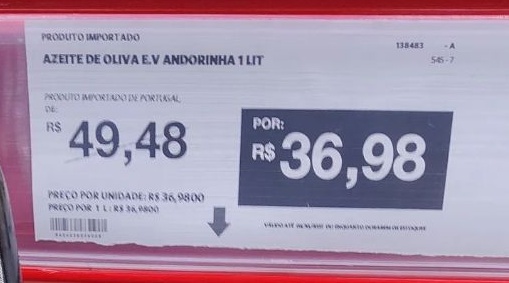 PRODUTO IMPORTADO
138483 - A
AZEITE DE OLIVA E.V ANDORINHA 1 LIT
545 - 7
PRODUTO IMPORTADO DE PORTUGAL
DE:
R$ 49,48
POR:
R$ 36,98
PREÇO POR UNIDADE: R$ 36,9800
PREÇO POR 1 L: R$ 36,9800